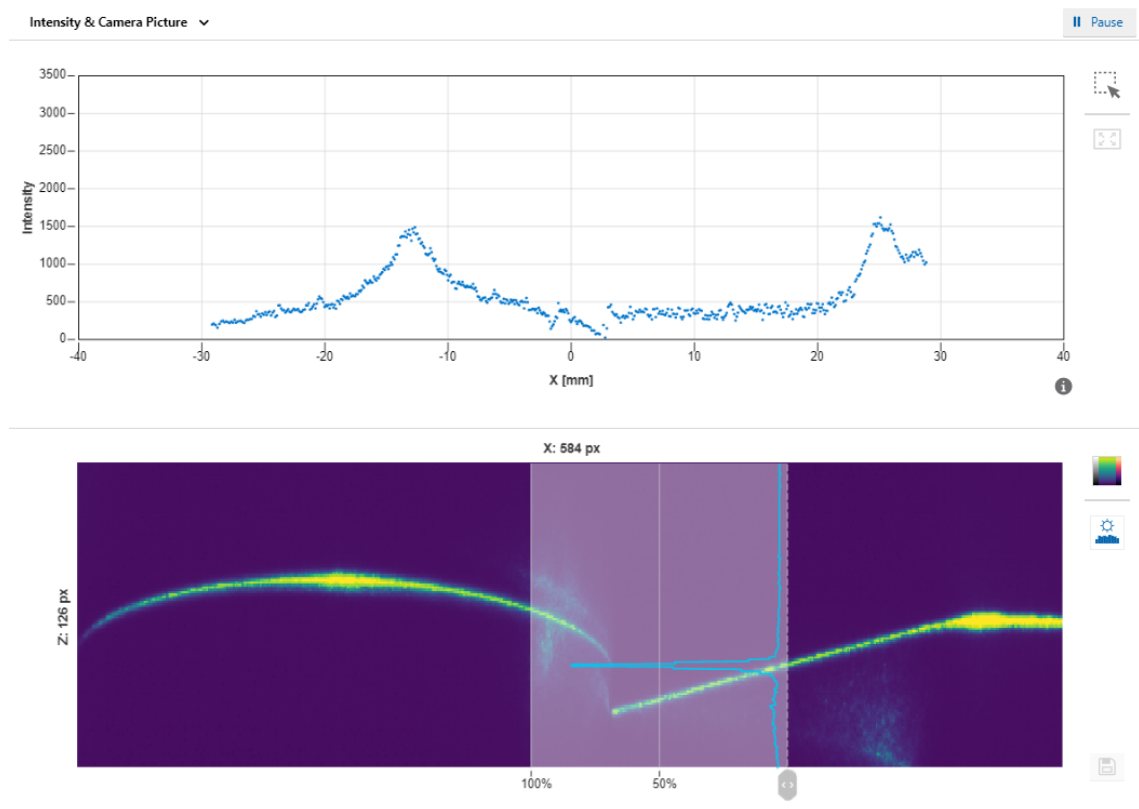 Intensity & Camera Picture
Pause
3500
3000
2500
2000
1500
1000
500
0
Intensity
-40 -30 -20 -10 0 10 20 30 40
X [mm]
X: 584 px
Z: 126 px
100% 50%